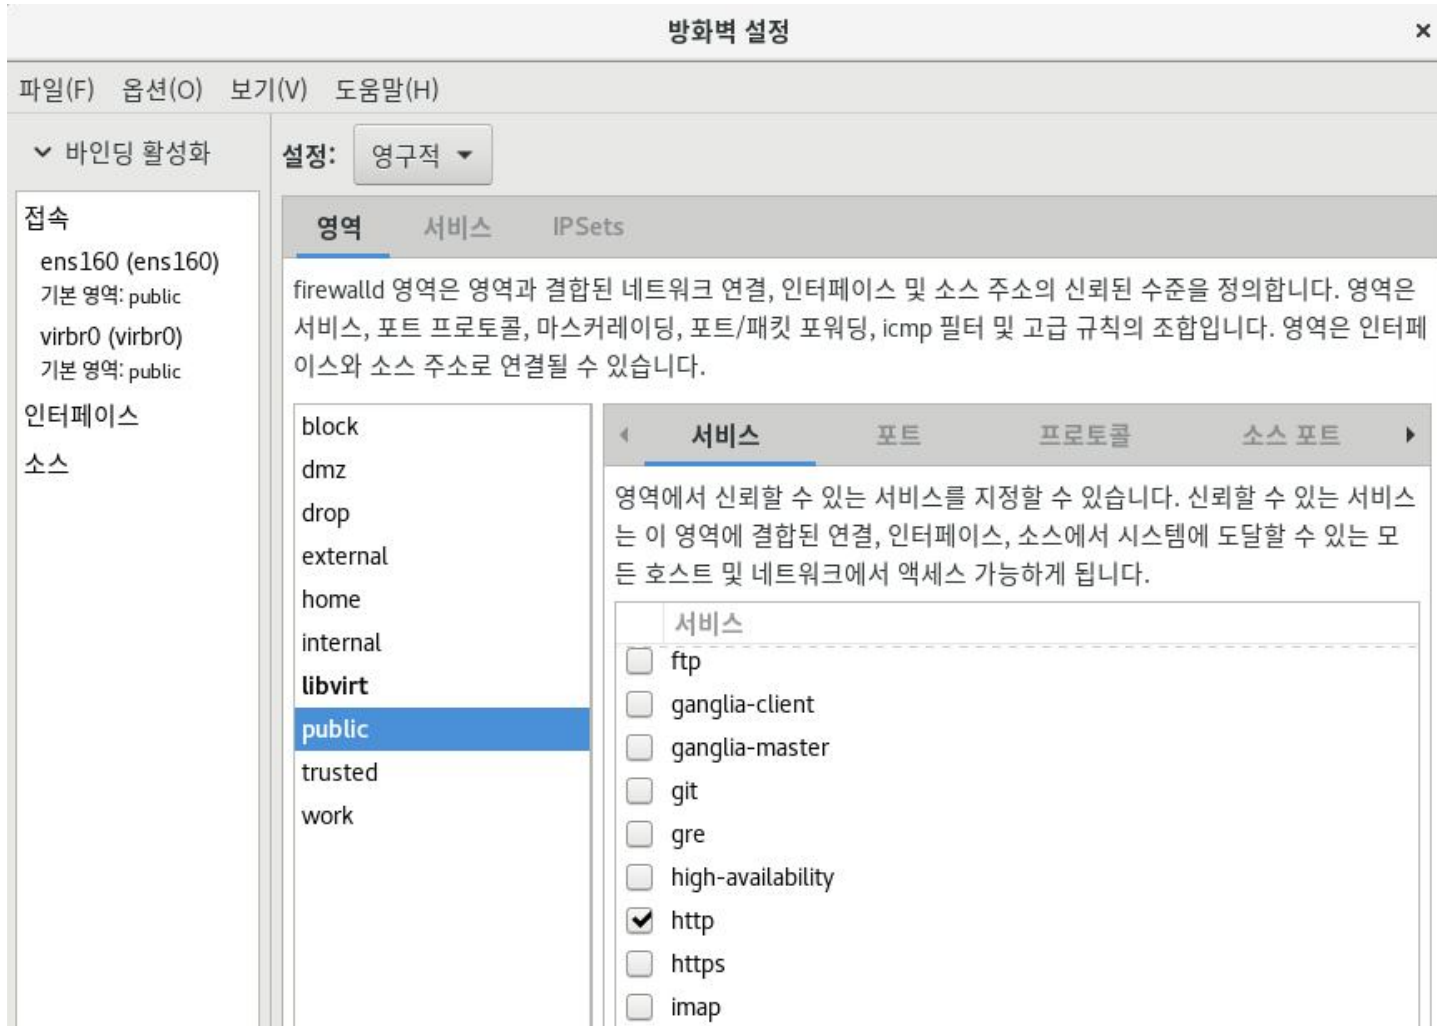 방화벽 설정
파일(F) 옵션(O) 보기(V) 도움말(H)
바인딩 활성화
접속
ens160 (ens160)
기본 영역: public
virbr0 (virbr0)
기본 영역: public
인터페이스
소스
설정: 영구적
영역 서비스 IPSets
firewalld 영역은 영역과 결합된 네트워크 연결, 인터페이스 및 소스 주소의 신뢰된 수준을 정의합니다. 영역은
서비스, 포트 프로토콜, 마스커레이딩, 포트/패킷 포워딩, icmp 필터 및 고급 규칙의 조합입니다. 영역은 인터페
이스와 소스 주소로 연결될 수 있습니다.
block
dmz
drop
external
home
internal
libvirt
public
trusted
work
서비스 포트 프로토콜 소스 포트
영역에서 신뢰할 수 있는 서비스를 지정할 수 있습니다. 신뢰할 수 있는 서비스
는 이 영역에 결합된 연결, 인터페이스, 소스에서 시스템에 도달할 수 있는 모
든 호스트 및 네트워크에서 액세스 가능하게 됩니다.
서비스
ftp
ganglia-client
ganglia-master
git
gre
high-availability
http
https
imap